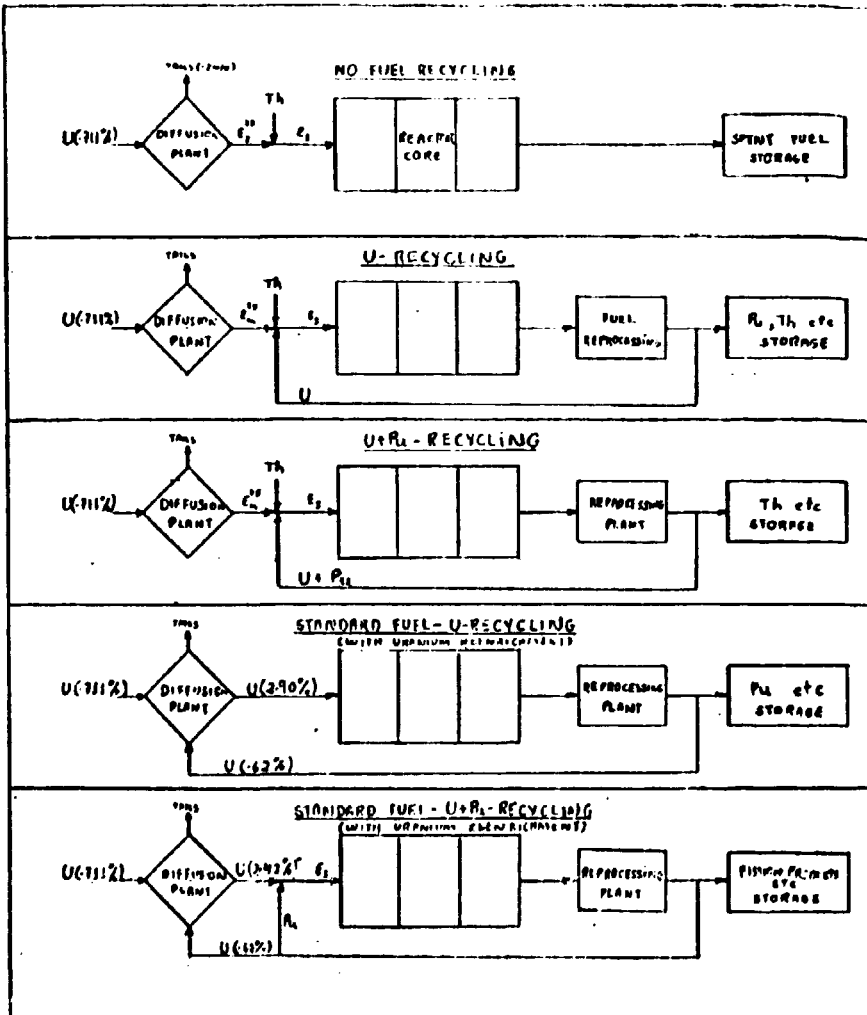 NO FUEL RECYCLING
U(.711%)
DIFFUSION
PLANT
Th
REACTOR
CORE
SPENT FUEL
STORAGE
U-RECYCLING
TAILS
Th
U(.711%)
DIFFUSION
PLANT
FUEL
REPROCESSING
Pu, Th etc
STORAGE
U
U+Pu-RECYCLING
TAILS
Th
U(.711%)
DIFFUSION
PLANT
REPROCESSING
PLANT
Th etc
STORAGE
U + Pu
STANDARD FUEL-U-RECYCLING
(WITH URANIUM REENRICHMENT)
TAILS
DIFFUSION
PLANT
U(2.90%)
REPROCESSING
PLANT
Pu etc
STORAGE
U(.62%)
STANDARD FUEL-U+Pu-RECYCLING
(WITH URANIUM REENRICHMENT)
TAILS
DIFFUSION
PLANT
REPROCESSING
PLANT
FISSION PRODUCTS
ETC
STORAGE
Pu